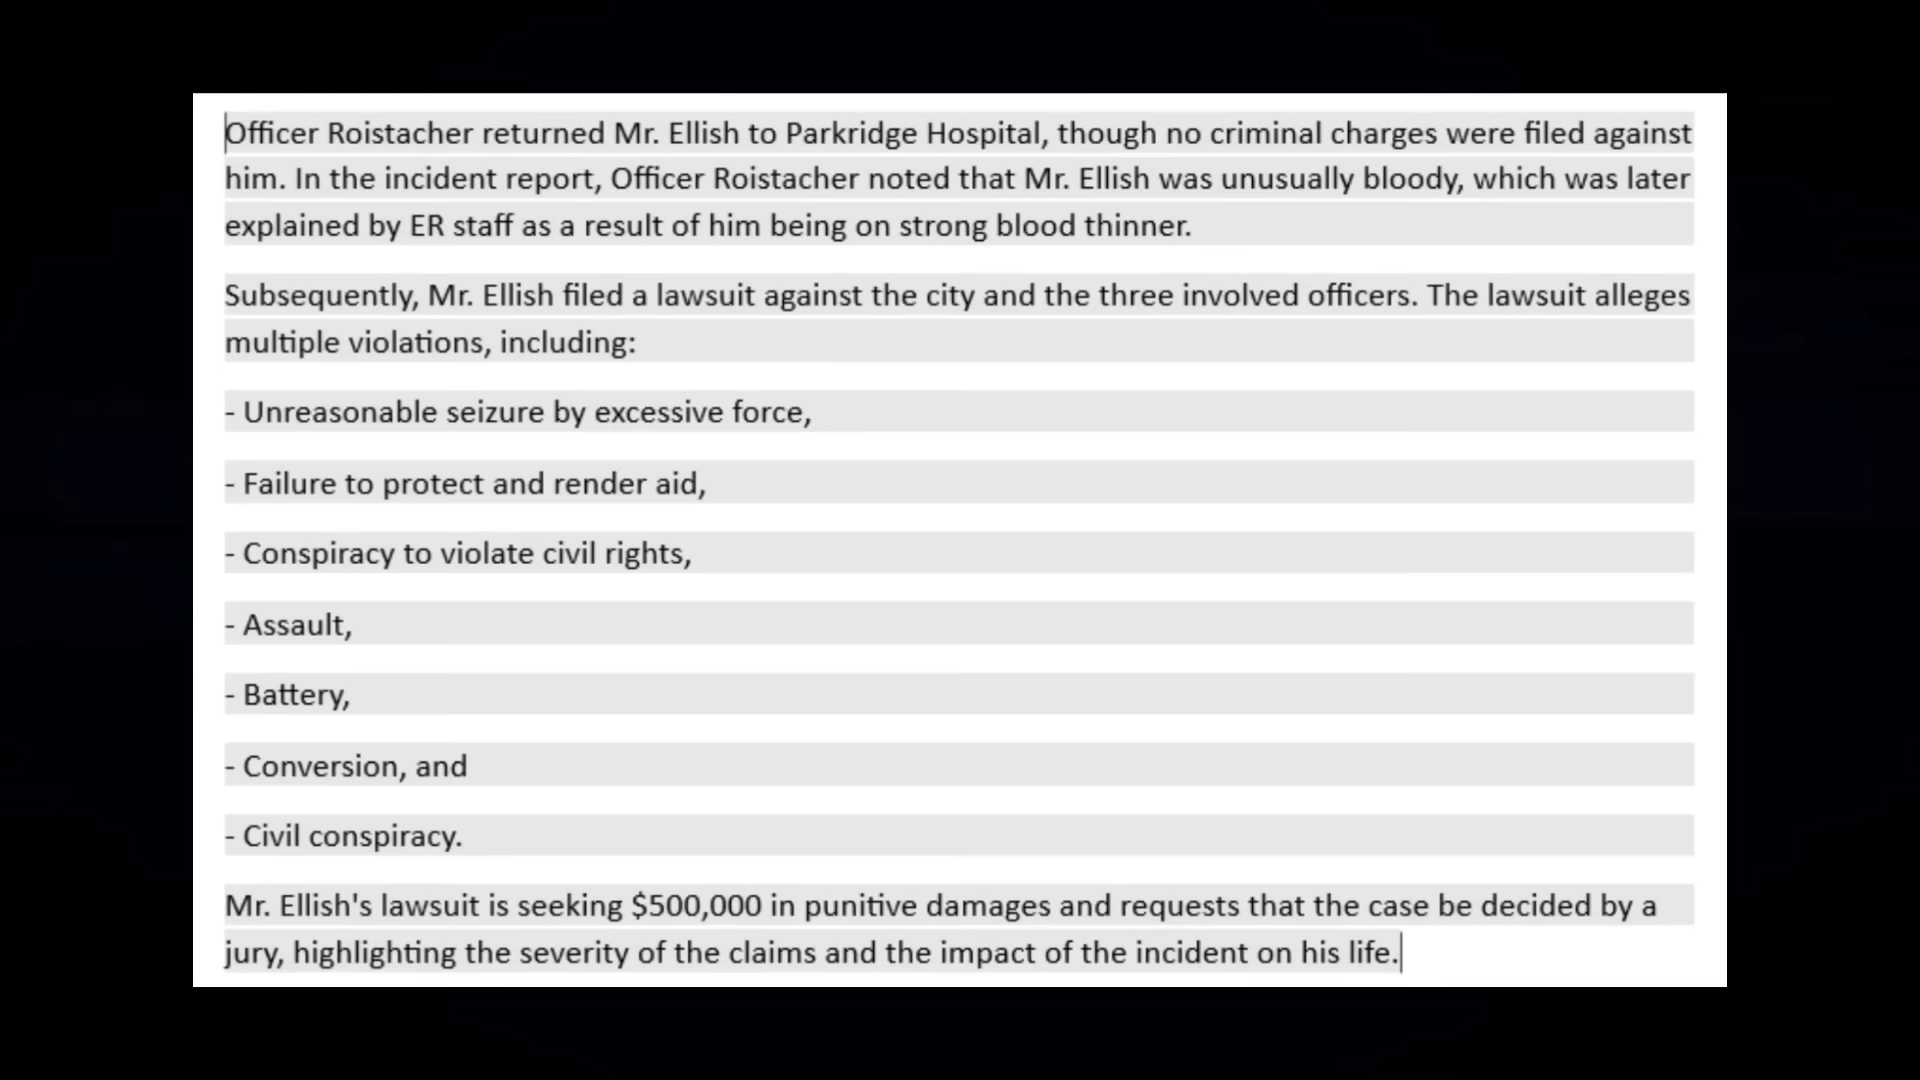 Officer Roistacher returned Mr. Ellish to Parkridge Hospital, though no criminal charges were filed against
him. In the incident report, Officer Roistacher noted that Mr. Ellish was unusually bloody, which was later
explained by ER staff as a result of him being on strong blood thinner.
Subsequently, Mr. Ellish filed a lawsuit against the city and the three involved officers. The lawsuit alleges
multiple violations, including:
- Unreasonable seizure by excessive force,
- Failure to protect and render aid,
- Conspiracy to violate civil rights,
- Assault,
- Battery,
- Conversion, and
- Civil conspiracy.
Mr. Ellish's lawsuit is seeking $500,000 in punitive damages and requests that the case be decided by a
jury, highlighting the severity of the claims and the impact of the incident on his life.